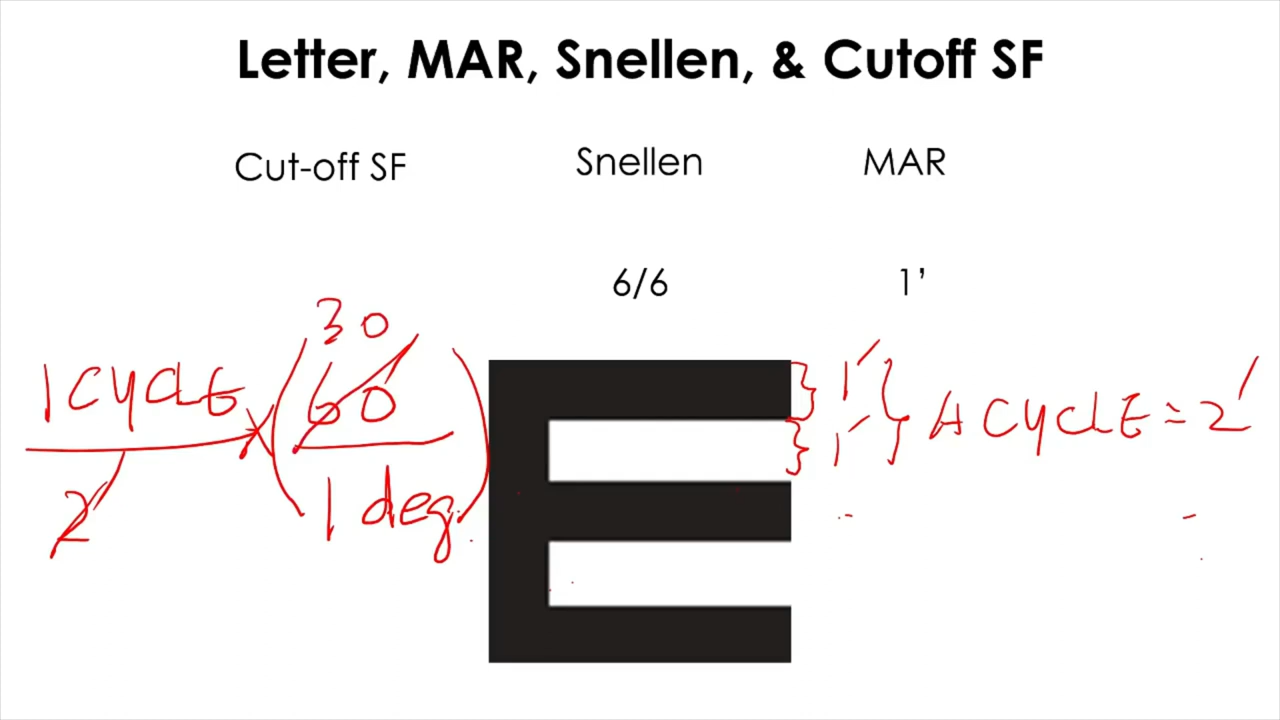 Letter, MAR, Snellen, & Cutoff SF
Cut-off SF Snellen MAR
6/6 1’
30
1 CYCLE × (60 / 1 deg.)
2'
E
} 1' }
} 1' } A CYCLE = 2'